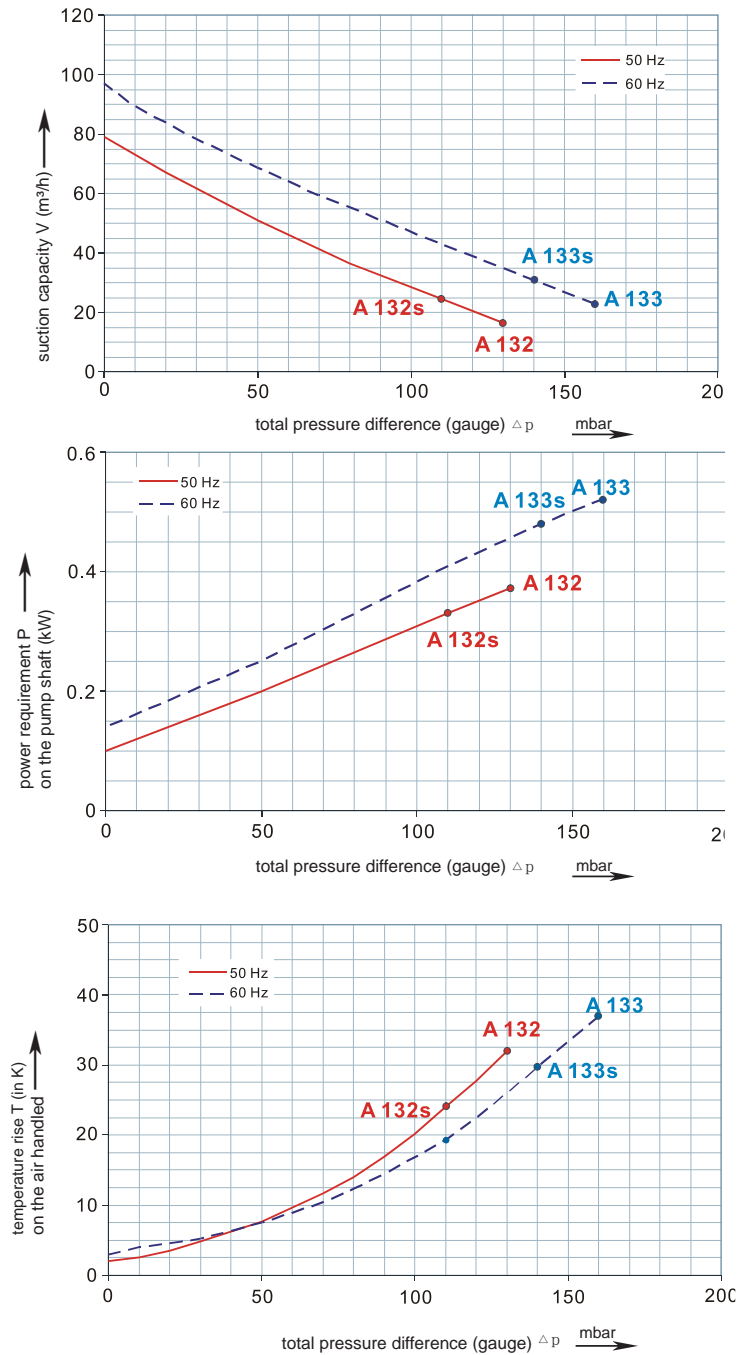 120
100
80
60
40
20
0
suction capacity V (m³/h)
50 Hz
60 Hz
A 133s
A 133
A 132s
A 132
0
50
100
150
20
total pressure difference (gauge) △p
mbar
0.6
0.4
0.2
0
power requirement P
on the pump shaft (kW)
50 Hz
60 Hz
A 133s
A 133
A 132
A 132s
0
50
100
150
2
total pressure difference (gauge) △p
mbar
50
40
30
20
10
0
temperature rise T (in K)
on the air handled
50 Hz
60 Hz
A 133
A 132
A 133s
A 132s
0
50
100
150
200
total pressure difference (gauge) △p
mbar